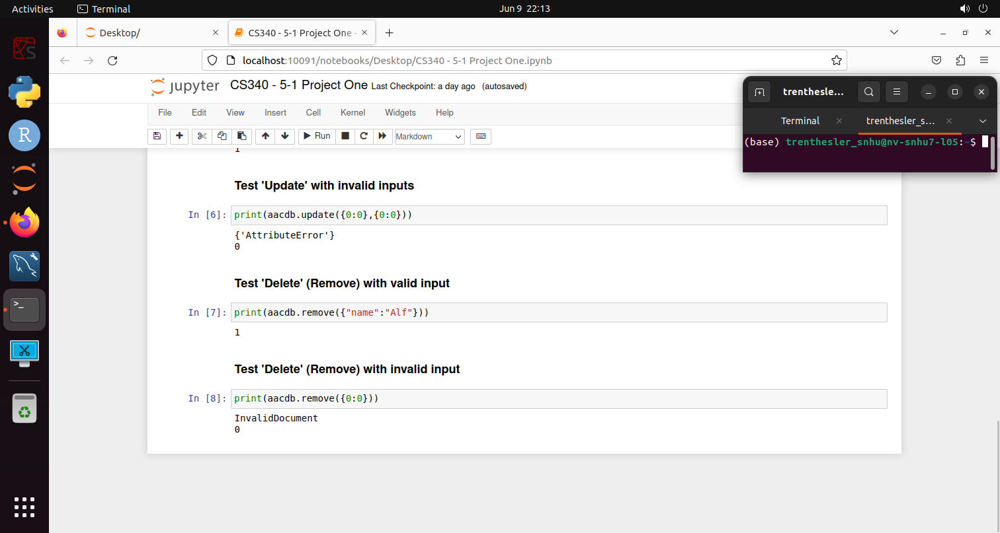 Activities
Terminal
Jun 9 22:13
Desktop/
CS340 - 5-1 Project One -
localhost:10091/notebooks/Desktop/CS340 - 5-1 Project One.ipynb
jupyter
CS340 - 5-1 Project One Last Checkpoint: a day ago (autosaved)
File Edit View Insert Cell Kernel Widgets Help
Run
Markdown
trenthesle...
Terminal
trenthesler_s...
(base) trenthesler_snhu@nv-snhu7-l05:~$
1
Test 'Update' with invalid inputs
In [6]: print(aacdb.update({0:0},{0:0}))
{'AttributeError'}
0
Test 'Delete' (Remove) with valid input
In [7]: print(aacdb.remove({"name":"Alf"}))
1
Test 'Delete' (Remove) with invalid input
In [8]: print(aacdb.remove({0:0}))
InvalidDocument
0
R
S
>_